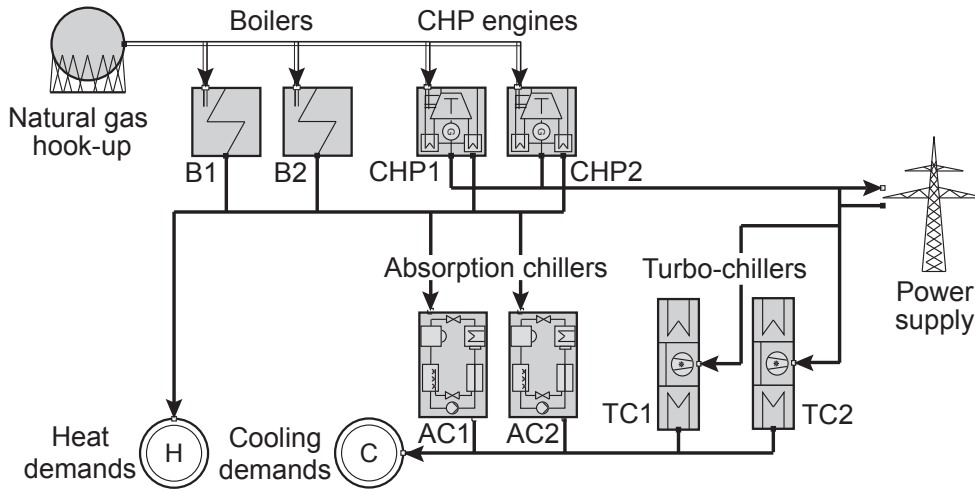 Boilers
CHP engines
Natural gas
hook-up
B1
B2
CHP1
CHP2
T
T
G
G
Absorption chillers
Turbo-chillers
Power
supply
AC1
AC2
TC1
TC2
Heat
demands
H
Cooling
demands
C